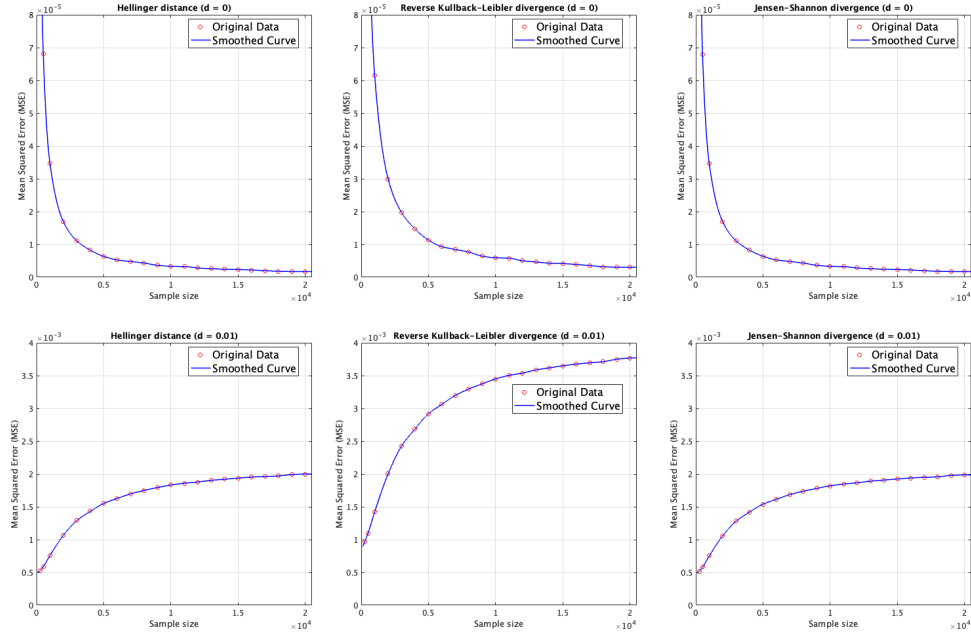 Hellinger distance (d = 0)
×10^-5
8
7
6
5
4
3
2
1
0
Mean Squared Error (MSE)
Original Data
Smoothed Curve
0 0.5 1 1.5 2
Sample size
×10^4
Reverse Kullback–Leibler divergence (d = 0)
×10^-5
8
7
6
5
4
3
2
1
0
Mean Squared Error (MSE)
Original Data
Smoothed Curve
0 0.5 1 1.5 2
Sample size
×10^4
Jensen–Shannon divergence (d = 0)
×10^-5
8
7
6
5
4
3
2
1
0
Mean Squared Error (MSE)
Original Data
Smoothed Curve
0 0.5 1 1.5 2
Sample size
×10^4
Hellinger distance (d = 0.01)
×10^-3
4
3.5
3
2.5
2
1.5
1
0.5
0
Mean Squared Error (MSE)
Original Data
Smoothed Curve
0 0.5 1 1.5 2
Sample size
×10^4
Reverse Kullback–Leibler divergence (d = 0.01)
×10^-3
4
3.5
3
2.5
2
1.5
1
0.5
0
Mean Squared Error (MSE)
Original Data
Smoothed Curve
0 0.5 1 1.5 2
Sample size
×10^4
Jensen–Shannon divergence (d = 0.01)
×10^-3
4
3.5
3
2.5
2
1.5
1
0.5
0
Mean Squared Error (MSE)
Original Data
Smoothed Curve
0 0.5 1 1.5 2
Sample size
×10^4